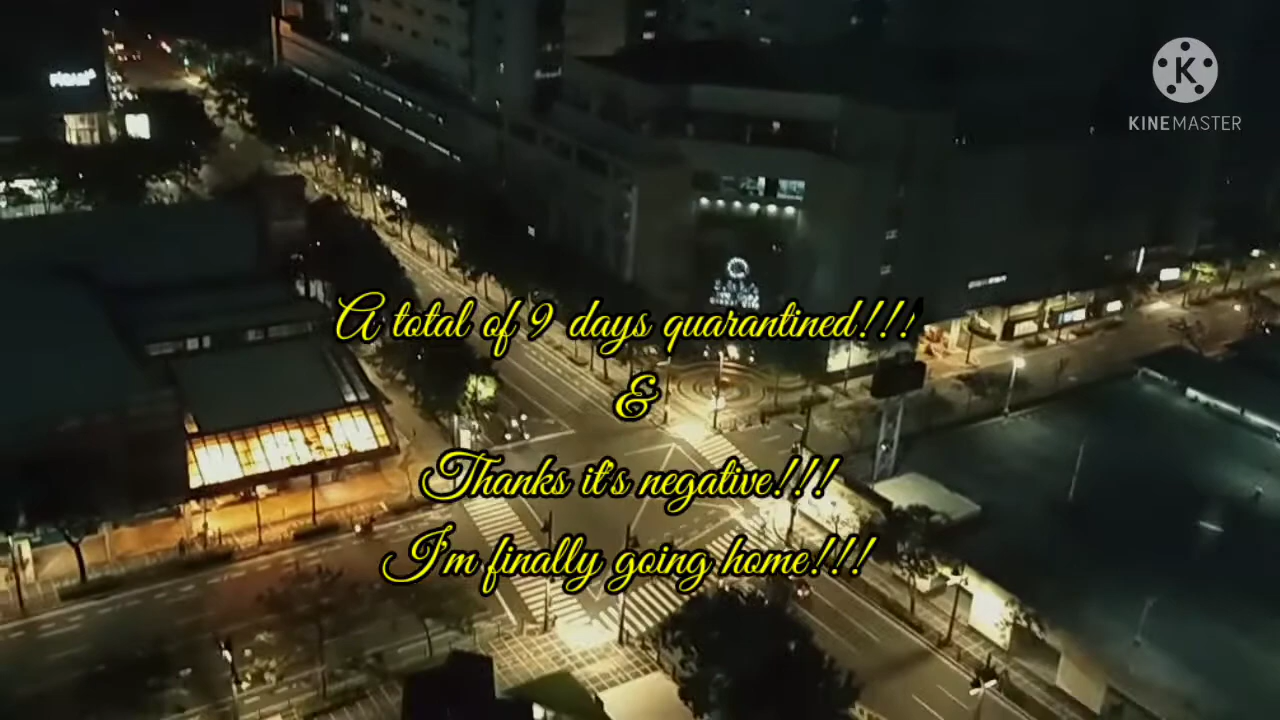 KINEMASTER
A total of 9 days quarantined!!!
&
Thanks it's negative!!!
I'm finally going home!!!